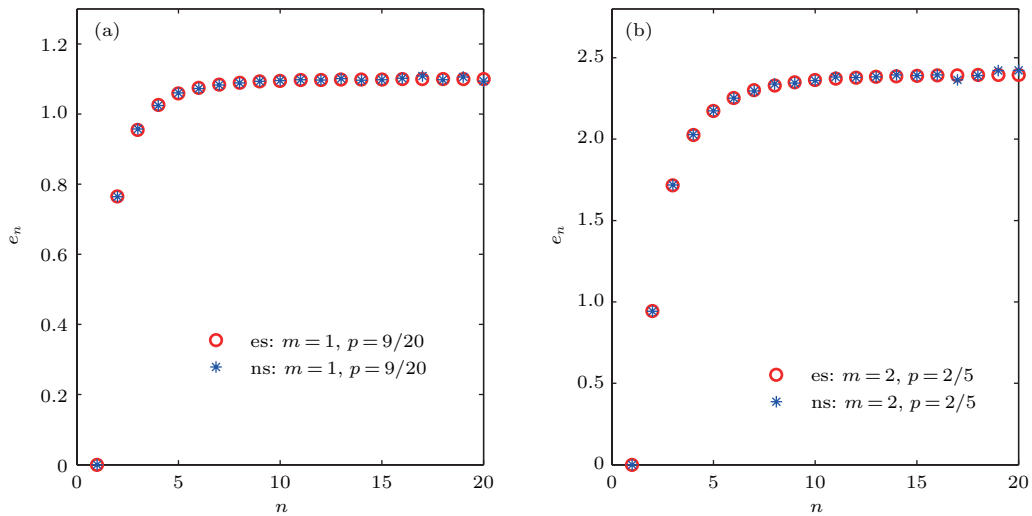 (a)
1.2
1.0
0.8
0.6
0.4
0.2
0
0 5 10 15 20
eₙ
n
es: m = 1, p = 9/20
ns: m = 1, p = 9/20
(b)
2.5
2.0
1.5
1.0
0.5
0
0 5 10 15 20
eₙ
n
es: m = 2, p = 2/5
ns: m = 2, p = 2/5